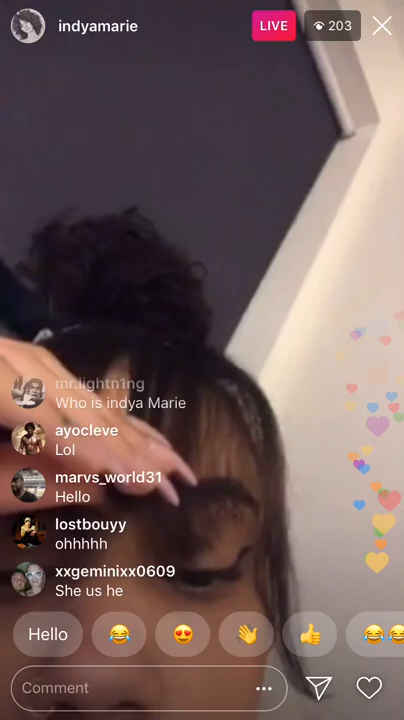 indyamarie
LIVE
203
mr.lightn1ng
Who is indya Marie
ayocleve
Lol
marvs_world31
Hello
lostbouyy
ohhhhh
xxgeminixx0609
She us he
Hello
Comment